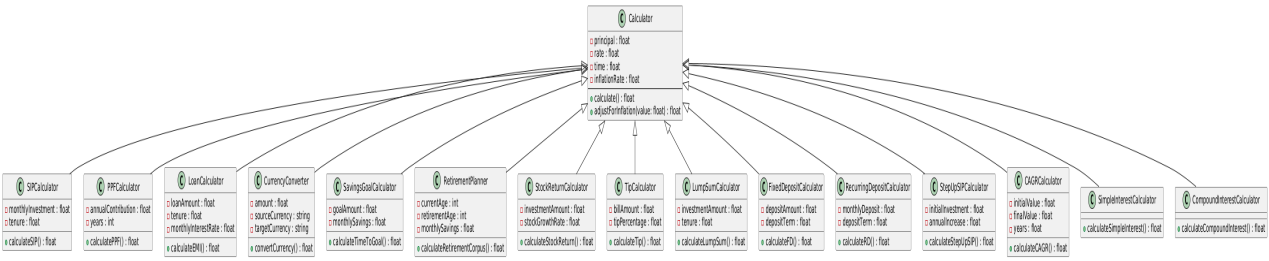 C Calculator
principal : float
rate : float
time : float
inflationRate : float
calculate() : float
adjustForInflation(value: float) : float
C SIPCalculator
monthlyInvestment : float
tenure : float
calculateSIP() : float
C PPFCalculator
annualContribution : float
years : int
calculatePPF() : float
C LoanCalculator
loanAmount : float
tenure : float
monthlyInterestRate : float
calculateEMI() : float
C CurrencyConverter
amount : float
sourceCurrency : string
targetCurrency : string
convertCurrency() : float
C SavingsGoalCalculator
goalAmount : float
monthlySavings : float
calculateTimeToGoal() : float
C RetirementPlanner
currentAge : int
retirementAge : int
monthlySavings : float
calculateRetirementCorpus() : float
C StockReturnCalculator
investmentAmount : float
stockGrowthRate : float
calculateStockReturn() : float
C TipCalculator
billAmount : float
tipPercentage : float
calculateTip() : float
C LumpSumCalculator
investmentAmount : float
tenure : float
calculateLumpSum() : float
C FixedDepositCalculator
depositAmount : float
depositTerm : float
calculateFD() : float
C RecurringDepositCalculator
monthlyDeposit : float
depositTerm : float
calculateRD() : float
C StepUpSIPCalculator
initialInvestment : float
annualIncrease : float
calculateStepUpSIP() : float
C CAGRCalculator
initialValue : float
finalValue : float
years : float
calculateCAGR() : float
C SimpleInterestCalculator
calculateSimpleInterest() : float
C CompoundInterestCalculator
calculateCompoundInterest() : float